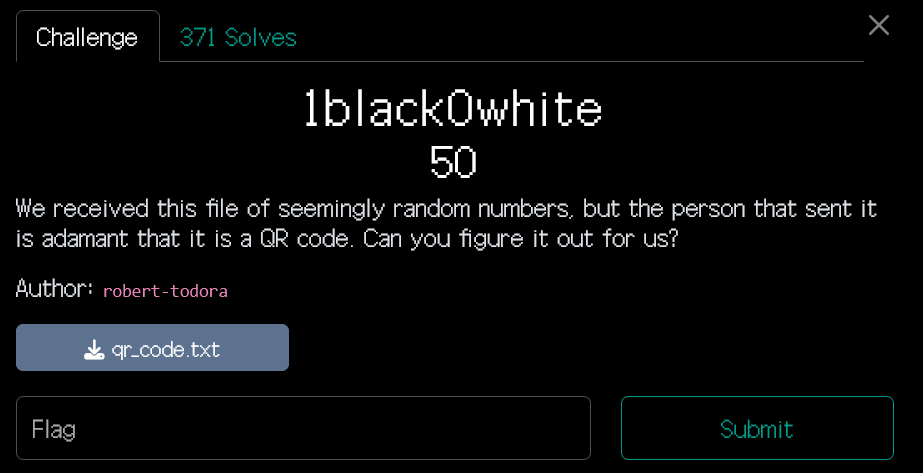 Challenge
371 Solves
1black0white
50
We received this file of seemingly random numbers, but the person that sent it
is adamant that it is a QR code. Can you figure it out for us?
Author: robert-todora
qr_code.txt
Flag
Submit